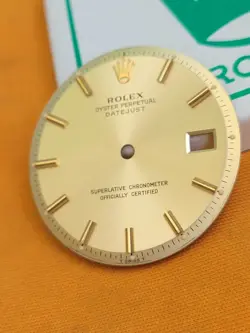 ROLEX
OYSTER PERPETUAL
DATEJUST
SUPERLATIVE CHRONOMETER
OFFICIALLY CERTIFIED